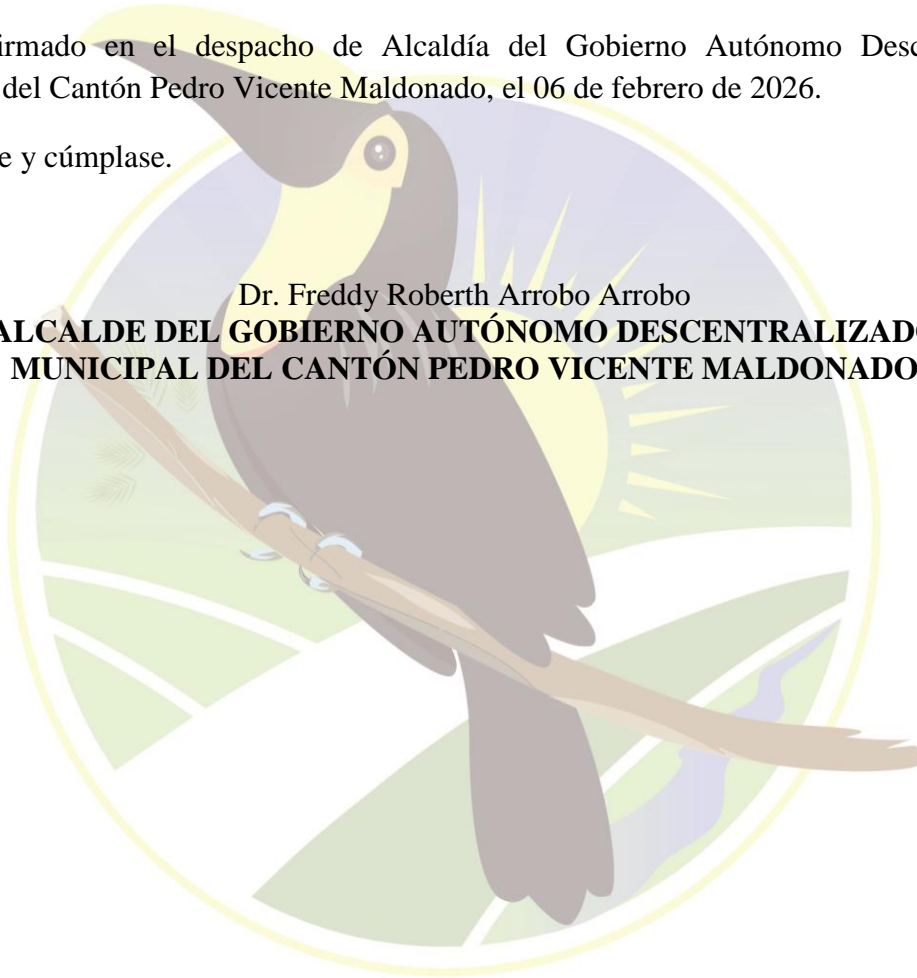 irmado en el despacho de Alcaldía del Gobierno Autónomo Desc
del Cantón Pedro Vicente Maldonado, el 06 de febrero de 2026.
e y cúmplase.
Dr. Freddy Roberth Arrobo Arrobo
ALCALDE DEL GOBIERNO AUTÓNOMO DESCENTRALIZADO
MUNICIPAL DEL CANTÓN PEDRO VICENTE MALDONADO